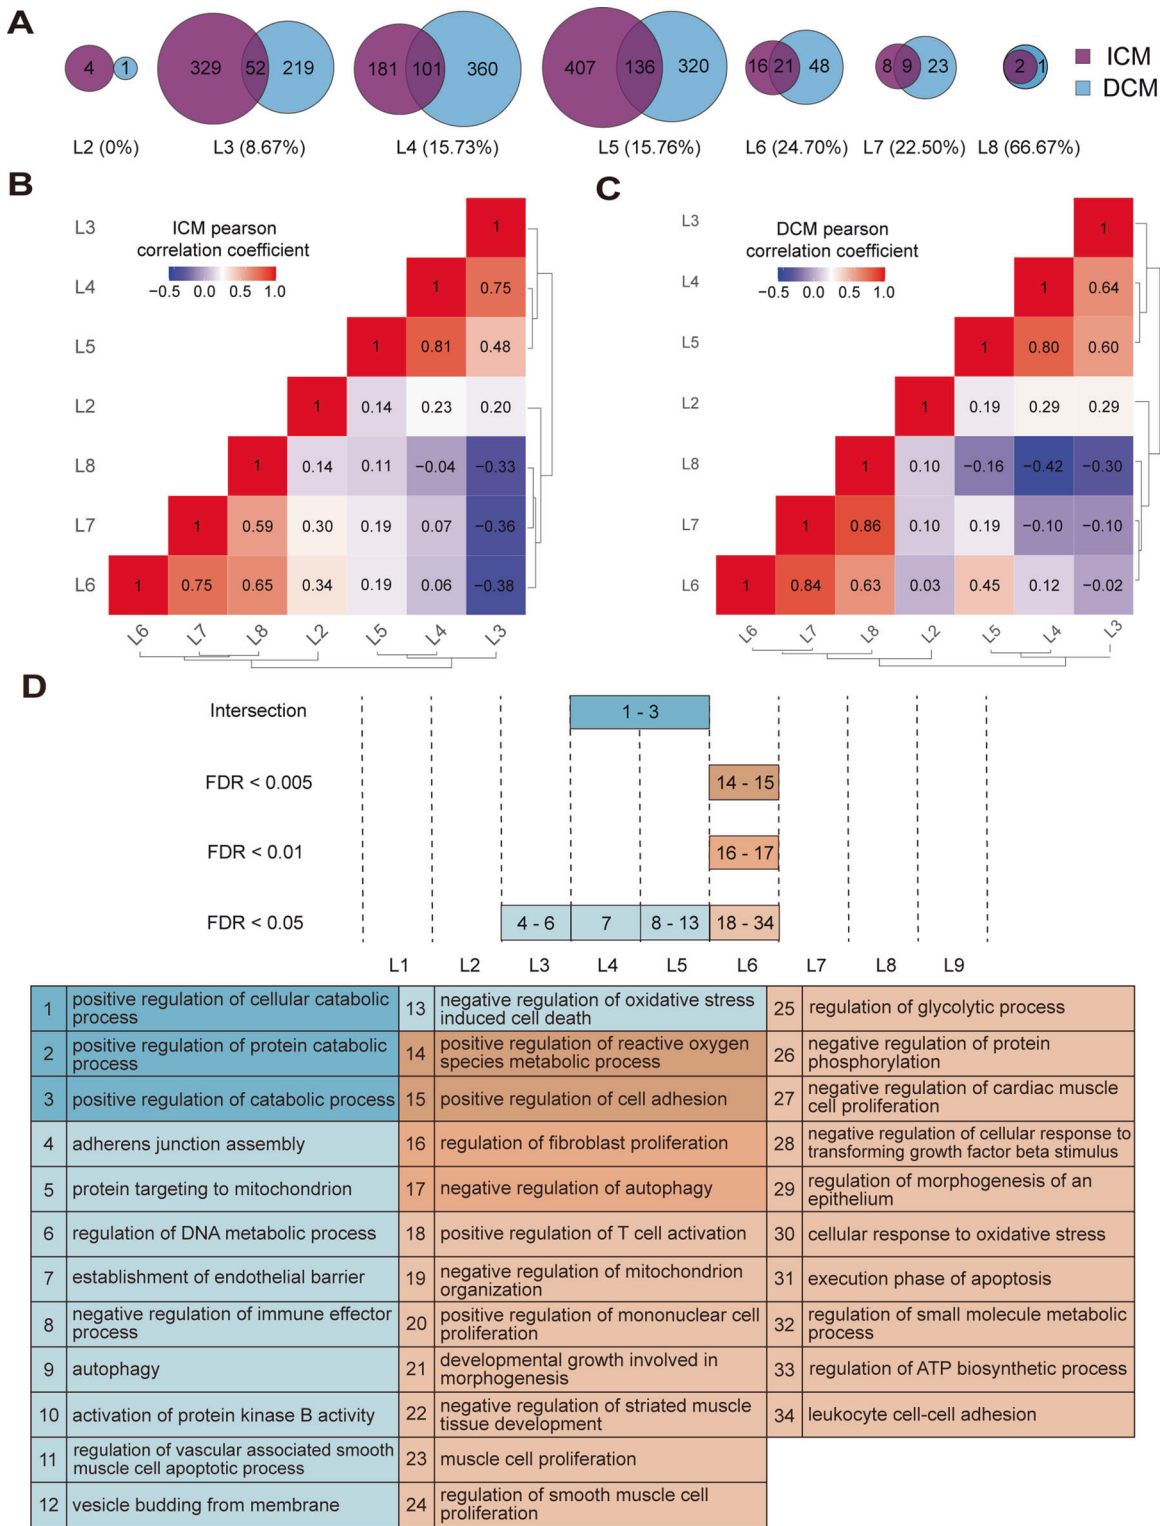 A
4
1
329
52
219
181
101
360
407
136
320
16
21
48
8
9
23
2
1
ICM
DCM
L2 (0%)
L3 (8.67%)
L4 (15.73%)
L5 (15.76%)
L6 (24.70%)
L7 (22.50%)
L8 (66.67%)
B
ICM pearson
correlation coefficient
−0.5 0.0 0.5 1.0
L3 1
L4 1 0.75
L5 1 0.81 0.48
L2 1 0.14 0.23 0.20
L8 1 0.14 0.11 −0.04 −0.33
L7 1 0.59 0.30 0.19 0.07 −0.36
L6 1 0.75 0.65 0.34 0.19 0.06 −0.38
L6 L7 L8 L2 L5 L4 L3
C
DCM pearson
correlation coefficient
−0.5 0.0 0.5 1.0
L3 1
L4 1 0.64
L5 1 0.80 0.60
L2 1 0.19 0.29 0.29
L8 1 0.10 −0.16 −0.42 −0.30
L7 1 0.86 0.10 0.19 −0.10 −0.10
L6 1 0.84 0.63 0.03 0.45 0.12 −0.02
L6 L7 L8 L2 L5 L4 L3
D
Intersection 1 - 3
FDR < 0.005 14 - 15
FDR < 0.01 16 - 17
FDR < 0.05 4 - 6 7 8 - 13 18 - 34
L1 L2 L3 L4 L5 L6 L7 L8 L9
1 positive regulation of cellular catabolic
process
2 positive regulation of protein catabolic
process
3 positive regulation of catabolic process
4 adherens junction assembly
5 protein targeting to mitochondrion
6 regulation of DNA metabolic process
7 establishment of endothelial barrier
8 negative regulation of immune effector
process
9 autophagy
10 activation of protein kinase B activity
11 regulation of vascular associated smooth
muscle cell apoptotic process
12 vesicle budding from membrane
13 negative regulation of oxidative stress
induced cell death
14 positive regulation of reactive oxygen
species metabolic process
15 positive regulation of cell adhesion
16 regulation of fibroblast proliferation
17 negative regulation of autophagy
18 positive regulation of T cell activation
19 negative regulation of mitochondrion
organization
20 positive regulation of mononuclear cell
proliferation
21 developmental growth involved in
morphogenesis
22 negative regulation of striated muscle
tissue development
23 muscle cell proliferation
24 regulation of smooth muscle cell
proliferation
25 regulation of glycolytic process
26 negative regulation of protein
phosphorylation
27 negative regulation of cardiac muscle
cell proliferation
28 negative regulation of cellular response to
transforming growth factor beta stimulus
29 regulation of morphogenesis of an
epithelium
30 cellular response to oxidative stress
31 execution phase of apoptosis
32 regulation of small molecule metabolic
process
33 regulation of ATP biosynthetic process
34 leukocyte cell-cell adhesion